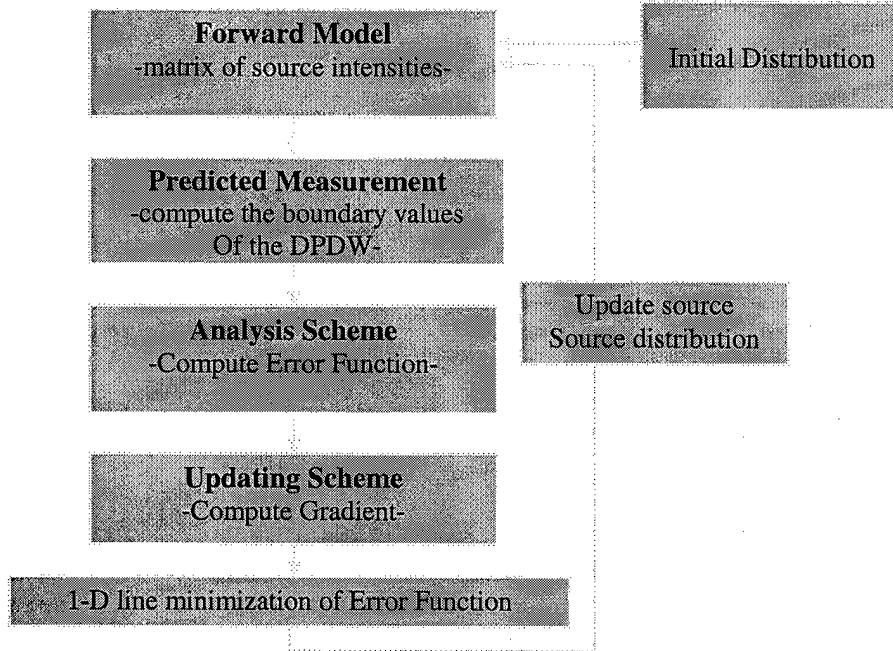 Forward Model
-matrix of source intensities-
Initial Distribution
Predicted Measurement
-compute the boundary values
Of the DPDW-
Analysis Scheme
-Compute Error Function-
Update source
Source distribution
Updating Scheme
-Compute Gradient-
1-D line minimization of Error Function